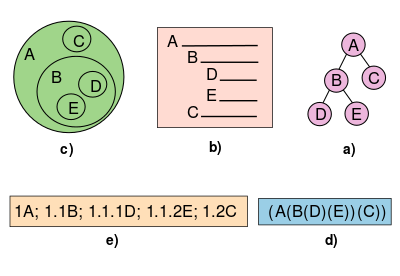 A
C
B
D
E
c)
A
B
D
E
C
b)
A
B
C
D
E
a)
1A; 1.1B; 1.1.1D; 1.1.2E; 1.2C
e)
(A(B(D)(E))(C))
d)